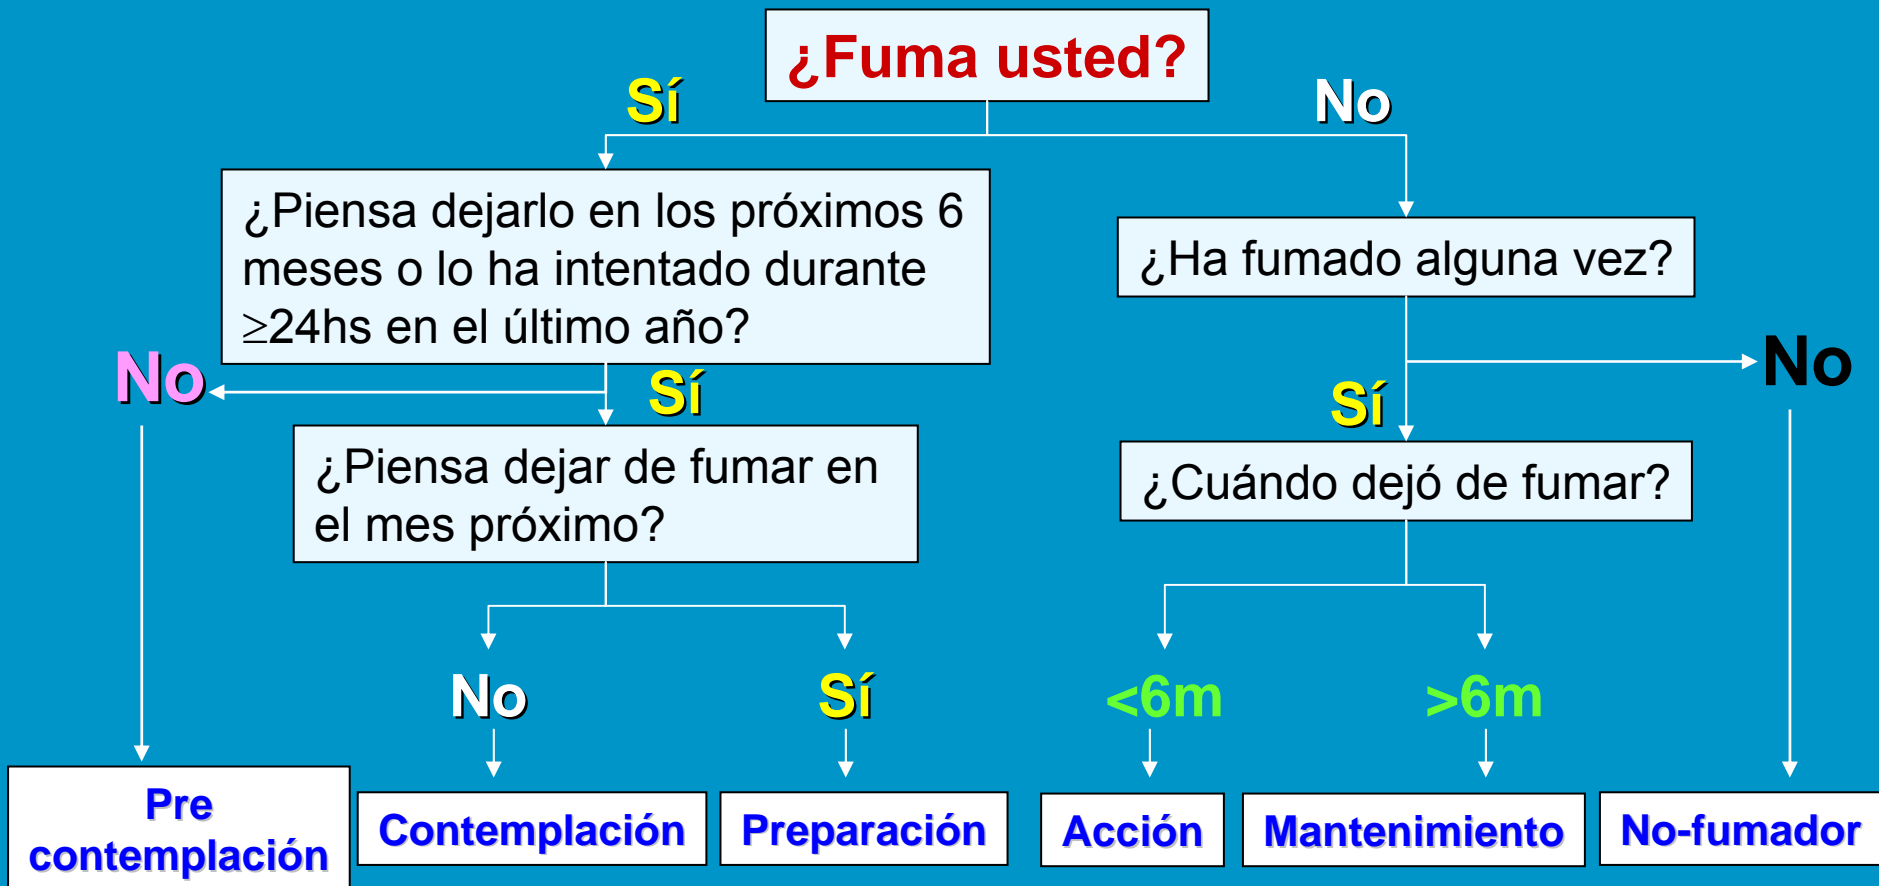 ¿Fuma usted?
Sí
No
¿Piensa dejarlo en los próximos 6
meses o lo ha intentado durante
≥24hs en el último año?
¿Ha fumado alguna vez?
No
Sí
Sí
No
¿Piensa dejar de fumar en
el mes próximo?
¿Cuándo dejó de fumar?
No
Sí
<6m
>6m
Pre
contemplación
Contemplación
Preparación
Acción
Mantenimiento
No-fumador